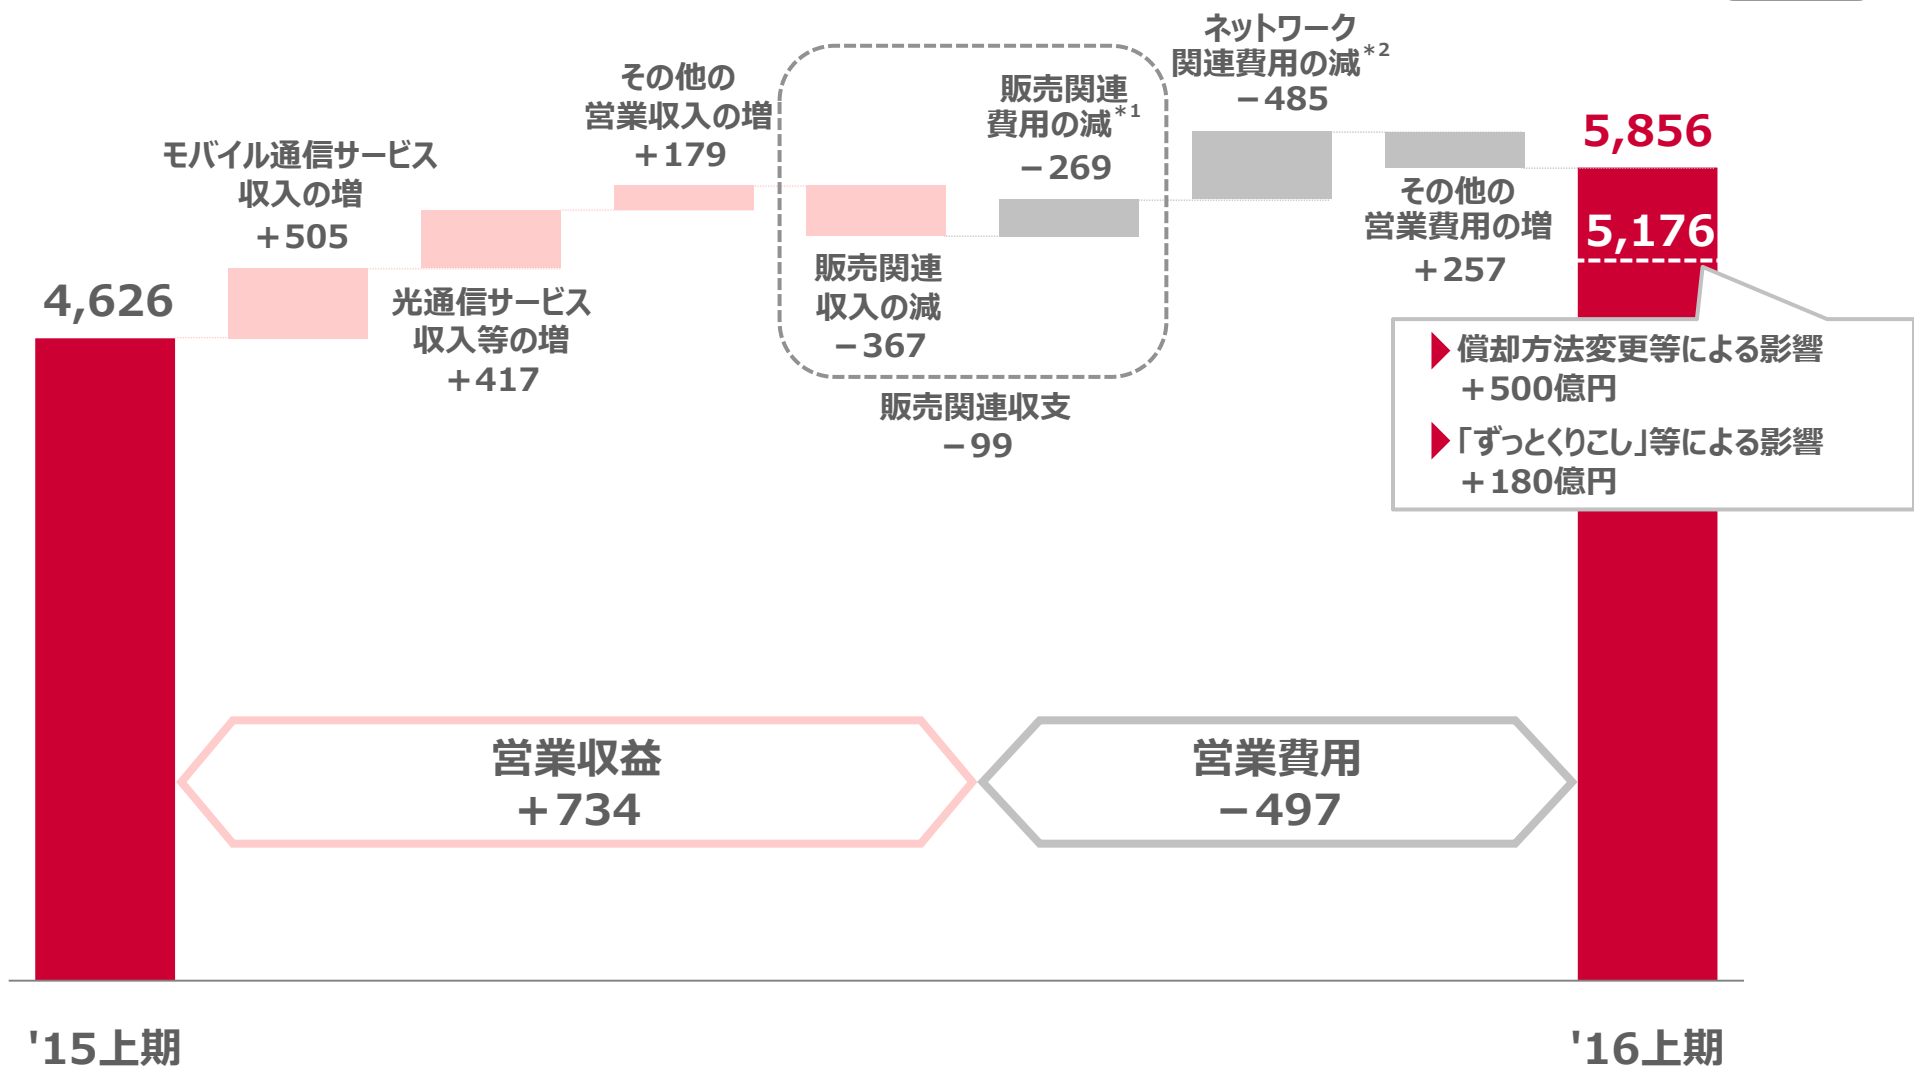 4,626
モバイル通信サービス
収入の増
+505
光通信サービス
収入等の増
+417
その他の
営業収入の増
+179
販売関連
収入の減
−367
販売関連
費用の減*1
−269
販売関連収支
−99
ネットワーク
関連費用の減*2
−485
その他の
営業費用の増
+257
5,856
5,176
償却方法変更等による影響
+500億円
「ずっとくりこし」等による影響
+180億円
営業収益
+734
営業費用
−497
'15上期
'16上期